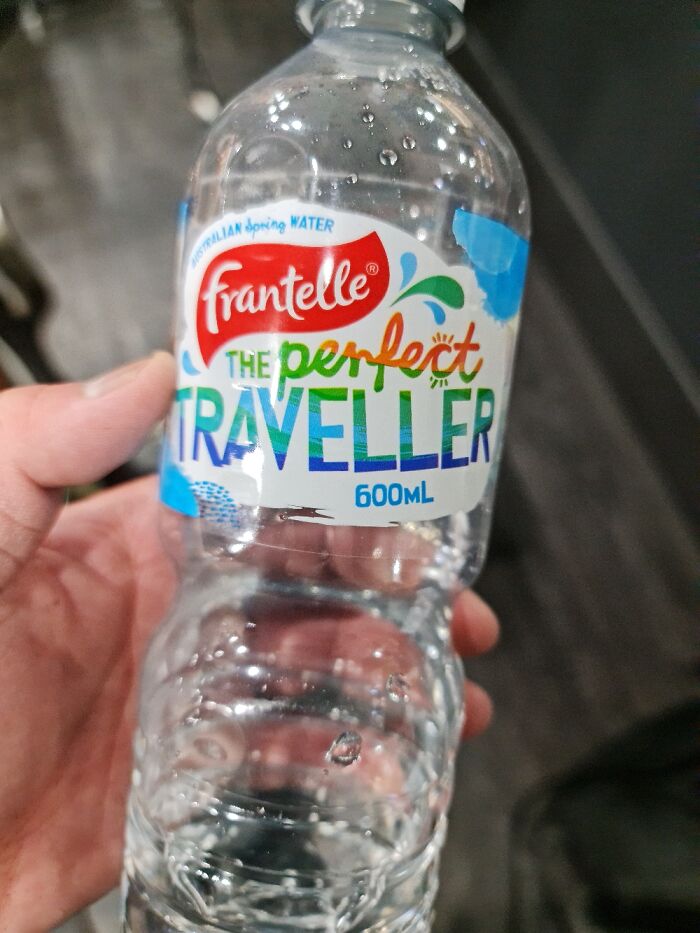 AUSTRALIAN Spring WATER
frantelle®
THE perfect
TRAVELLER
600mL